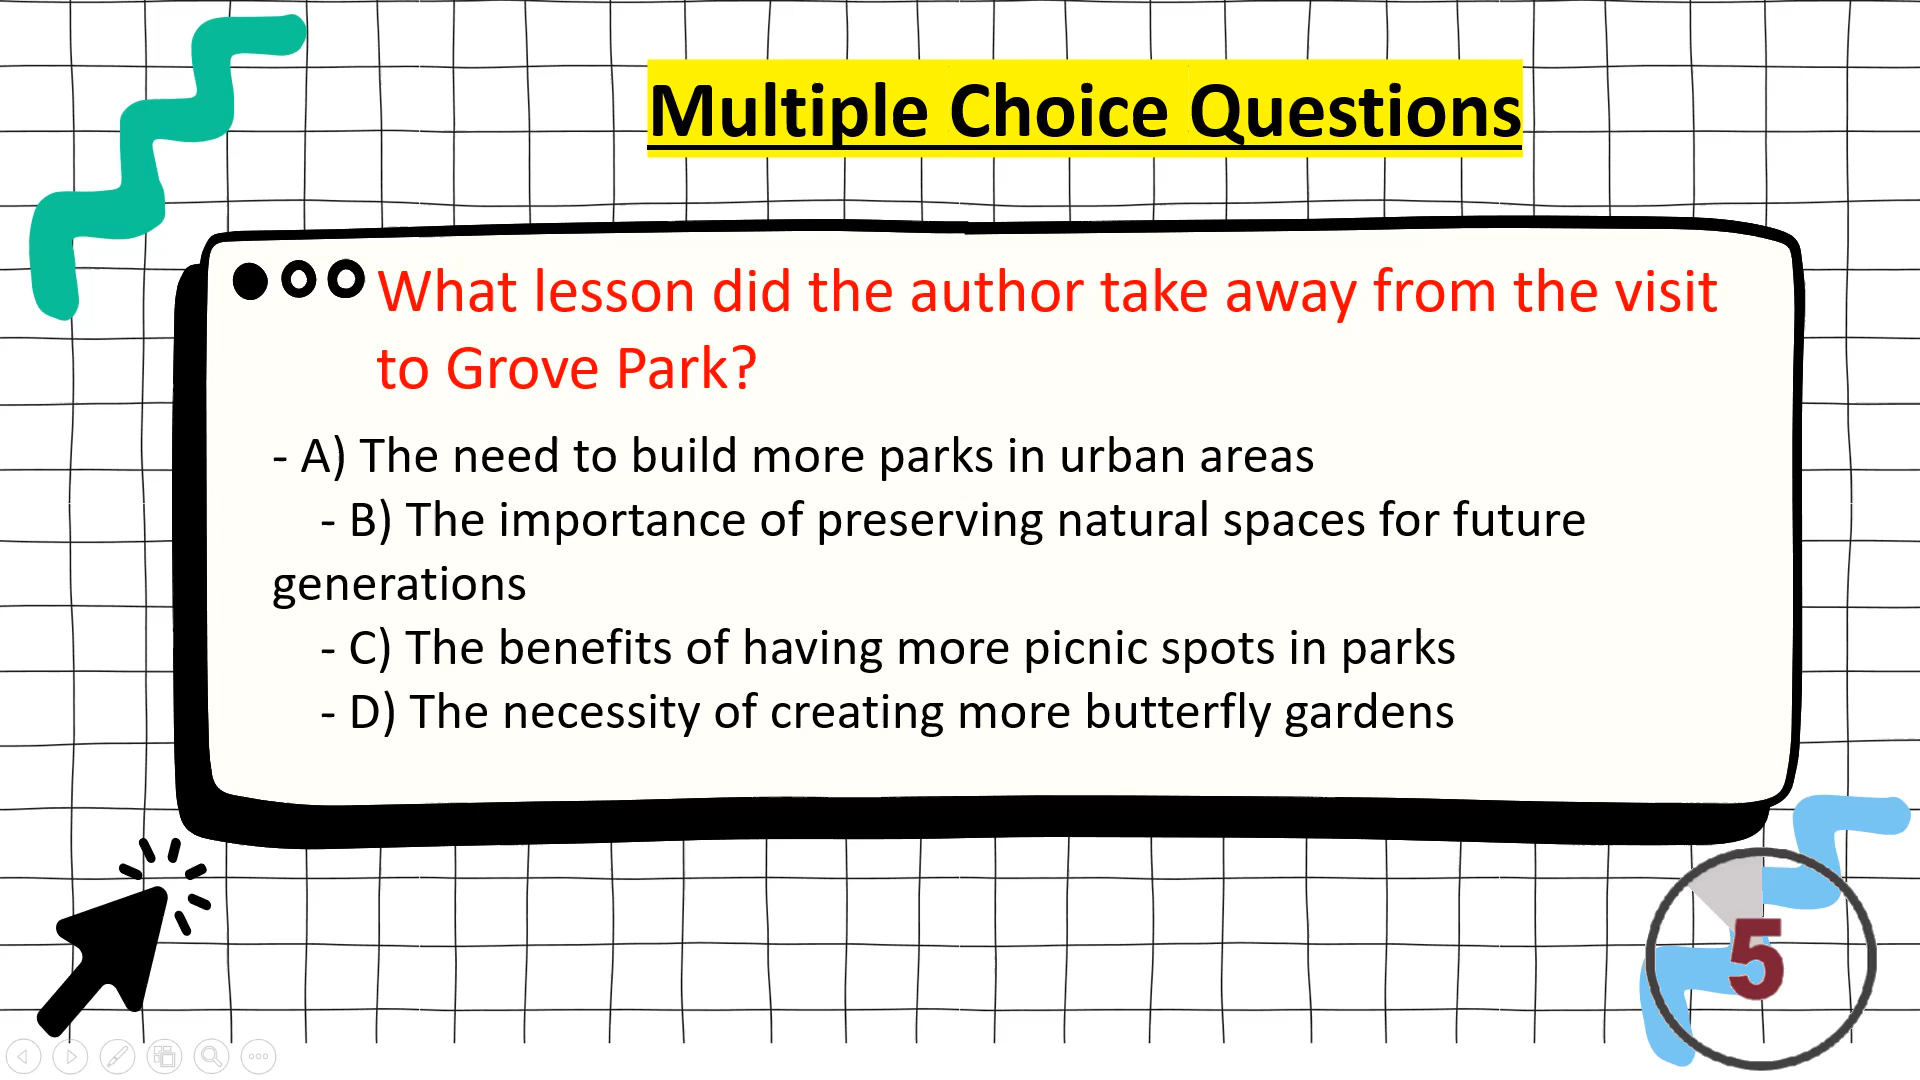 Multiple Choice Questions
What lesson did the author take away from the visit
to Grove Park?
- A) The need to build more parks in urban areas
- B) The importance of preserving natural spaces for future
generations
- C) The benefits of having more picnic spots in parks
- D) The necessity of creating more butterfly gardens
5